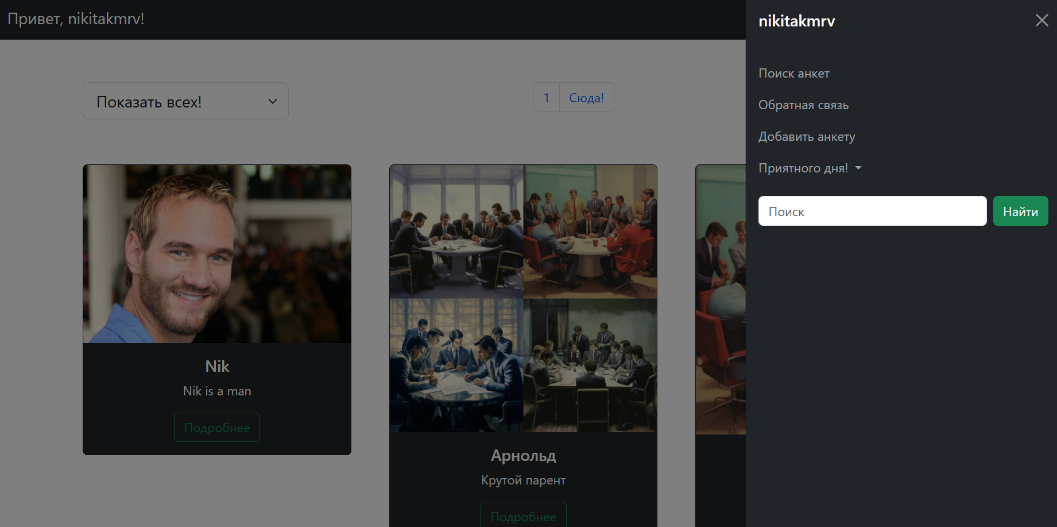 Привет, nikitakmrv!
nikitakmrv
Поиск анкет
Обратная связь
Добавить анкету
Приятного дня!
Поиск
Найти
Показать всех!
1
Сюда!
Nik
Nik is a man
Подробнее
Арнольд
Крутой парент
Подробнее